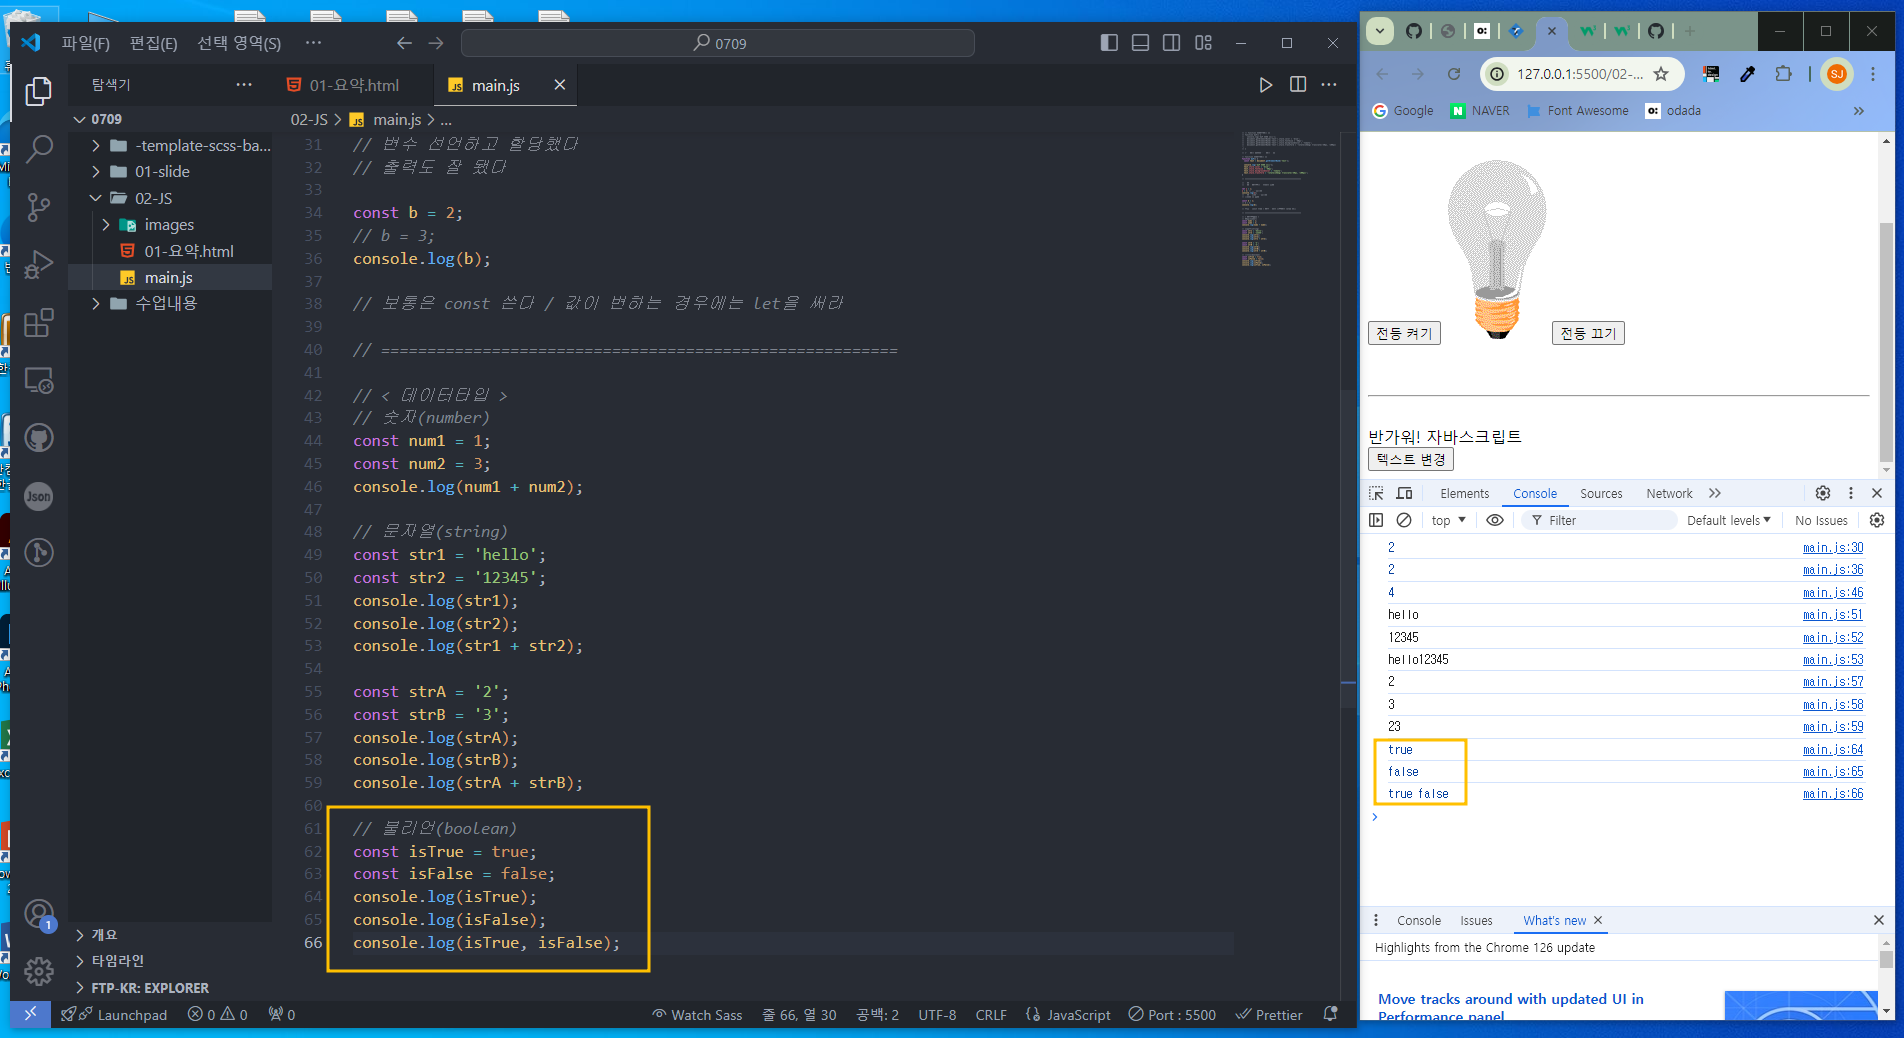 파일(F) 편집(E) 선택 영역(S) ··· 0709
탐색기 ···
0709
-template-scss-ba...
01-slide
02-JS
images
01-요약.html
main.js
수업내용
개요
타임라인
FTP-KR: EXPLORER
01-요약.html main.js
02-JS > main.js > ...
31 // 변수 선언하고 할당했다
32 // 출력도 잘 됐다
33
34 const b = 2;
35 // b = 3;
36 console.log(b);
37
38 // 보통은 const 쓴다 / 값이 변하는 경우에는 let을 써라
39
40 // ========================================================
41
42 // < 데이터타입 >
43 // 숫자(number)
44 const num1 = 1;
45 const num2 = 3;
46 console.log(num1 + num2);
47
48 // 문자열(string)
49 const str1 = 'hello';
50 const str2 = '12345';
51 console.log(str1);
52 console.log(str2);
53 console.log(str1 + str2);
54
55 const strA = '2';
56 const strB = '3';
57 console.log(strA);
58 console.log(strB);
59 console.log(strA + strB);
60
61 // 불리언(boolean)
62 const isTrue = true;
63 const isFalse = false;
64 console.log(isTrue);
65 console.log(isFalse);
66 console.log(isTrue, isFalse);
Json
1
Launchpad 0 0 0 Watch Sass 줄 66, 열 30 공백: 2 UTF-8 CRLF JavaScript Port : 5500 Prettier
127.0.0.1:5500/02-... SJ
Google NAVER Font Awesome odada
전등 켜기 전등 끄기
반가워! 자바스크립트
텍스트 변경
Elements Console Sources Network
top Filter Default levels No Issues
2 main.js:30
2 main.js:36
4 main.js:46
hello main.js:51
12345 main.js:52
hello12345 main.js:53
2 main.js:57
3 main.js:58
23 main.js:59
true main.js:64
false main.js:65
true false main.js:66
Console Issues What's new
Highlights from the Chrome 126 update
Move tracks around with updated UI in
Performance panel